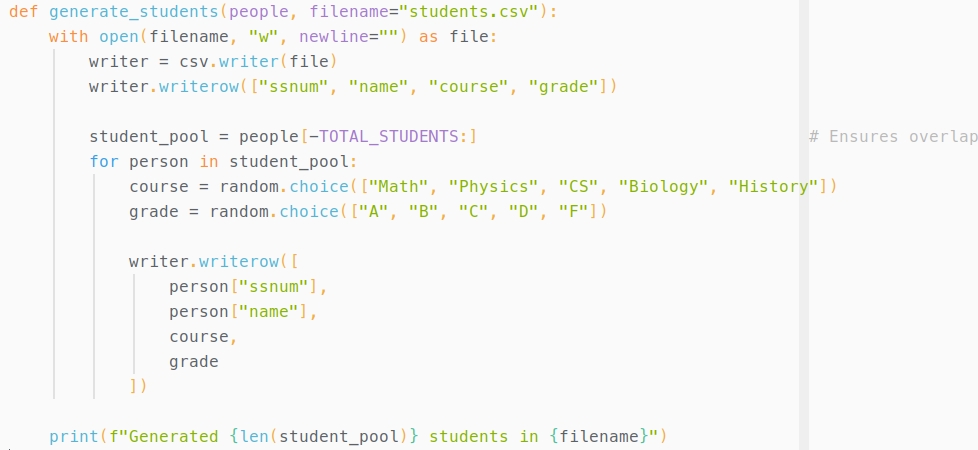 def generate_students(people, filename="students.csv"):
    with open(filename, "w", newline="") as file:
        writer = csv.writer(file)
        writer.writerow(["ssnum", "name", "course", "grade"])

        student_pool = people[-TOTAL_STUDENTS:] # Ensures overlap
        for person in student_pool:
            course = random.choice(["Math", "Physics", "CS", "Biology", "History"])
            grade = random.choice(["A", "B", "C", "D", "F"])

            writer.writerow([
                person["ssnum"],
                person["name"],
                course,
                grade
            ])

    print(f"Generated {len(student_pool)} students in {filename}")